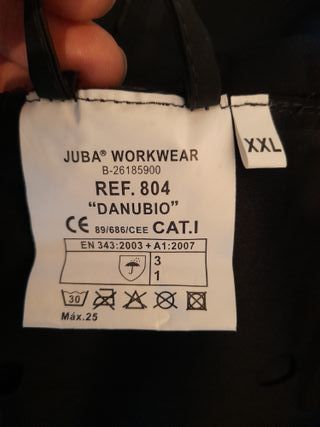 JUBA® WORKWEAR
B-26185900
REF. 804
"DANUBIO"
CE 89/686/CEE CAT.I
EN 343:2003 + A1:2007
3
1
30
Máx.25
XXL